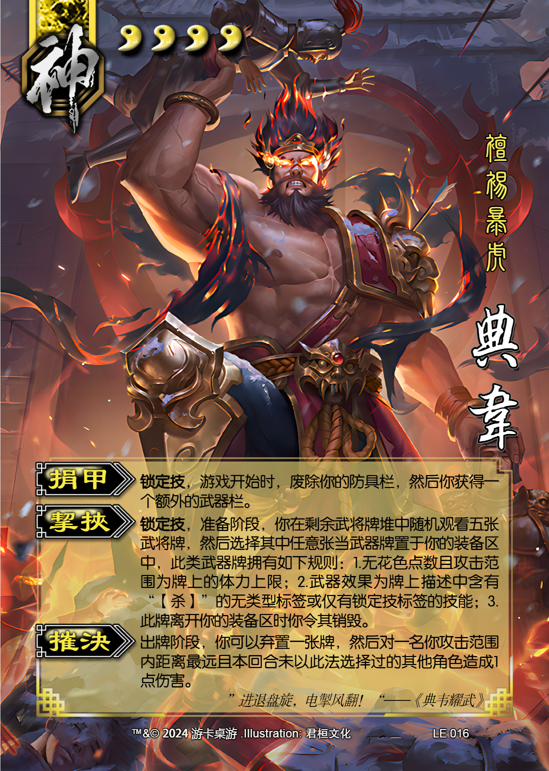 神
襢裼暴虎
典韋
捐甲
锁定技，游戏开始时，废除你的防具栏，然后你获得一
个额外的武器栏。
挈挾
锁定技，准备阶段，你在剩余武将牌堆中随机观看五张
武将牌，然后选择其中任意张当武器牌置于你的装备区
中，此类武器牌拥有如下规则：1.无花色点数且攻击范
围为牌上的体力上限；2.武器效果为牌上描述中含有
“【杀】”的无类型标签或仅有锁定技标签的技能；3.
此牌离开你的装备区时你令其销毁。
摧決
出牌阶段，你可以弃置一张牌，然后对一名你攻击范围
内距离最远且本回合未以此法选择过的其他角色造成1
点伤害。
”进退盘旋，电掣风翻！“——《典韦耀武》
™&© 2024 游卡桌游 .Illustration: 君桓文化
LE 016